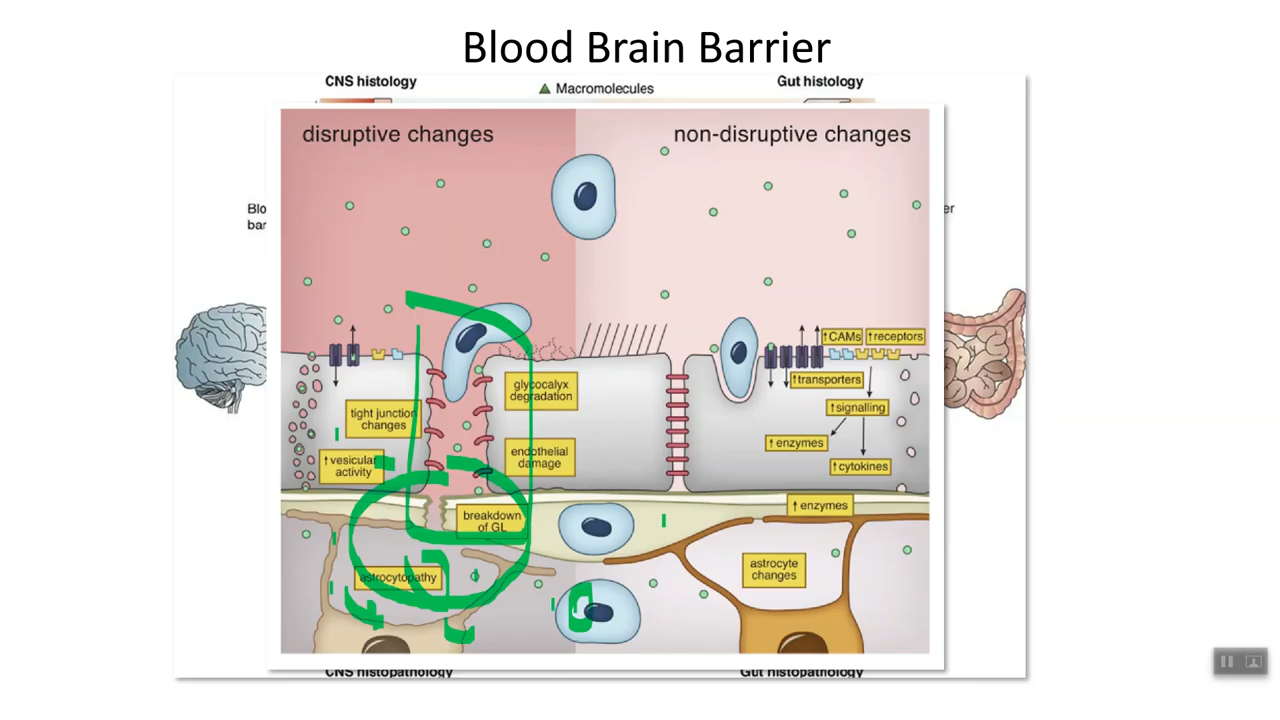 Blood Brain Barrier
CNS histology
Macromolecules
Gut histology
disruptive changes
non-disruptive changes
Blo
bar
er
↑CAMs
↑receptors
↑transporters
glycocalyx
degradation
tight junction
changes
↑signalling
↑enzymes
endothelial
damage
↑vesicular
activity
↑cytokines
↑enzymes
breakdown
of GL
astrocytopathy
astrocyte
changes
CNS histopathology
Gut histopathology